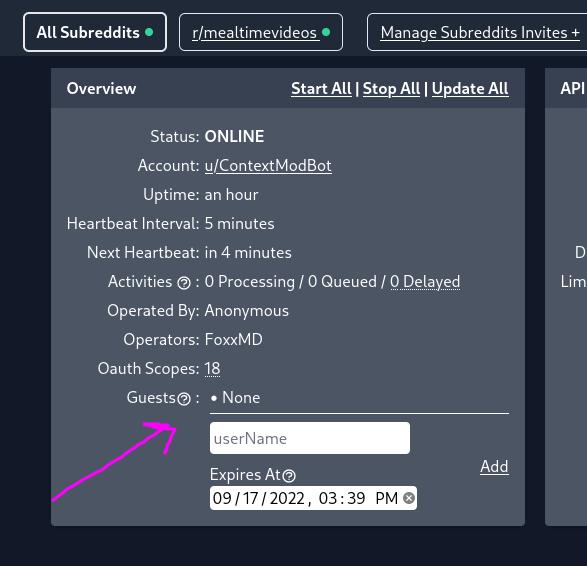 All Subreddits r/mealtimevideos Manage Subreddits Invites +
Overview Start All | Stop All | Update All API
Status: ONLINE
Account: u/ContextModBot
Uptime: an hour
Heartbeat Interval: 5 minutes
Next Heartbeat: in 4 minutes D
Activities ? : 0 Processing / 0 Queued / 0 Delayed Lim
Operated By: Anonymous
Operators: FoxxMD
Oauth Scopes: 18
Guests ? : • None
userName
Expires At ? Add
09/17/2022, 03:39 PM